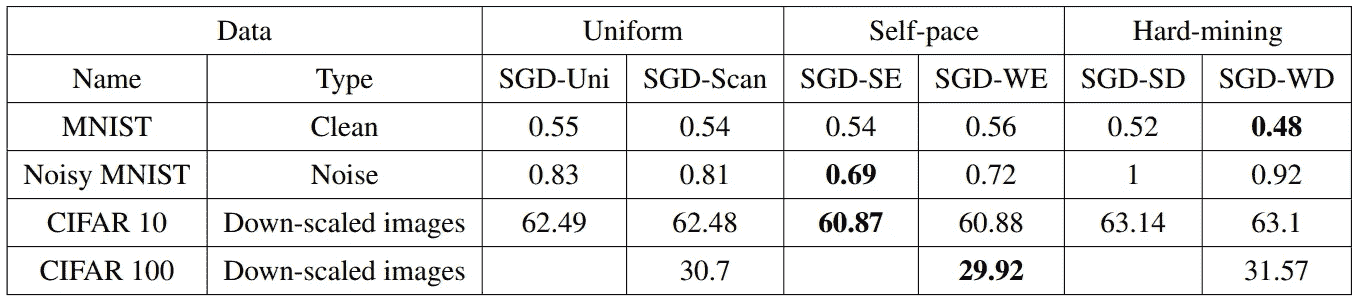 Data Uniform Self-pace Hard-mining
Name Type SGD-Uni SGD-Scan SGD-SE SGD-WE SGD-SD SGD-WD
MNIST Clean 0.55 0.54 0.54 0.56 0.52 0.48
Noisy MNIST Noise 0.83 0.81 0.69 0.72 1 0.92
CIFAR 10 Down-scaled images 62.49 62.48 60.87 60.88 63.14 63.1
CIFAR 100 Down-scaled images 30.7 29.92 31.57